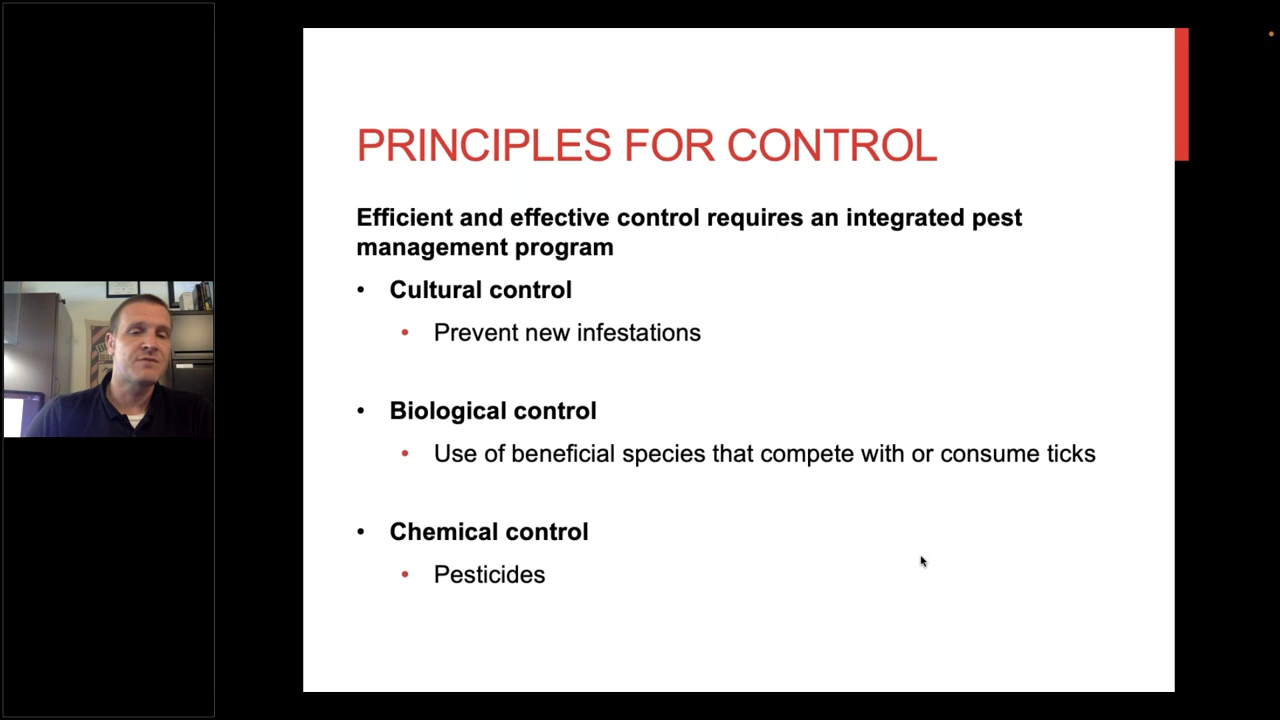 PRINCIPLES FOR CONTROL
Efficient and effective control requires an integrated pest
management program
• Cultural control
• Prevent new infestations
• Biological control
• Use of beneficial species that compete with or consume ticks
• Chemical control
• Pesticides